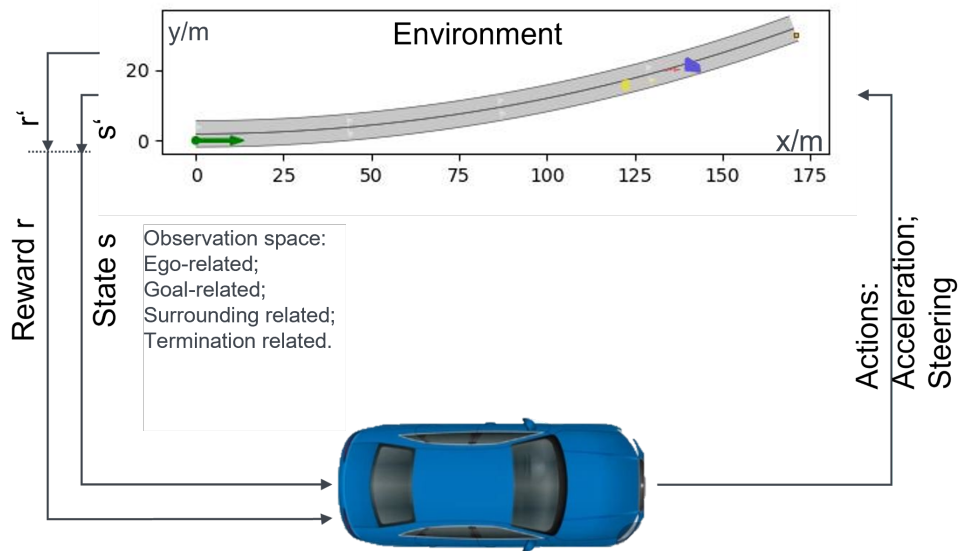 y/m
Environment
20
0
x/m
0
25
50
75
100
125
150
175
r‘
s‘
Reward r
State s
Observation space:
Ego-related;
Goal-related;
Surrounding related;
Termination related.
Actions:
Acceleration;
Steering